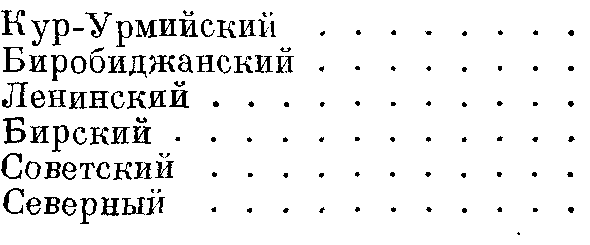 Кур-Урмийский . . . . . . . .
Биробиджанский . . . . . . . .
Ленинский . . . . . . . . . . .
Бирский . . . . . . . . . . . .
Советский . . . . . . . . . . .
Северный . . . . . . . . . . .